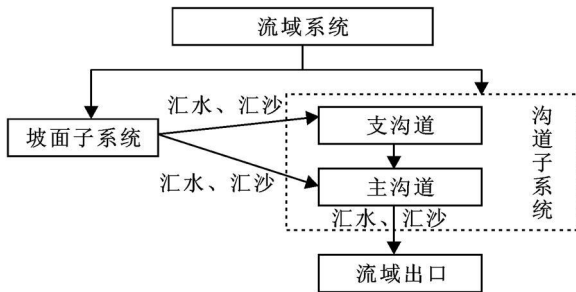 流域系统
汇水、汇沙
坡面子系统
支沟道
沟道子系统
汇水、汇沙
主沟道
汇水、汇沙
流域出口